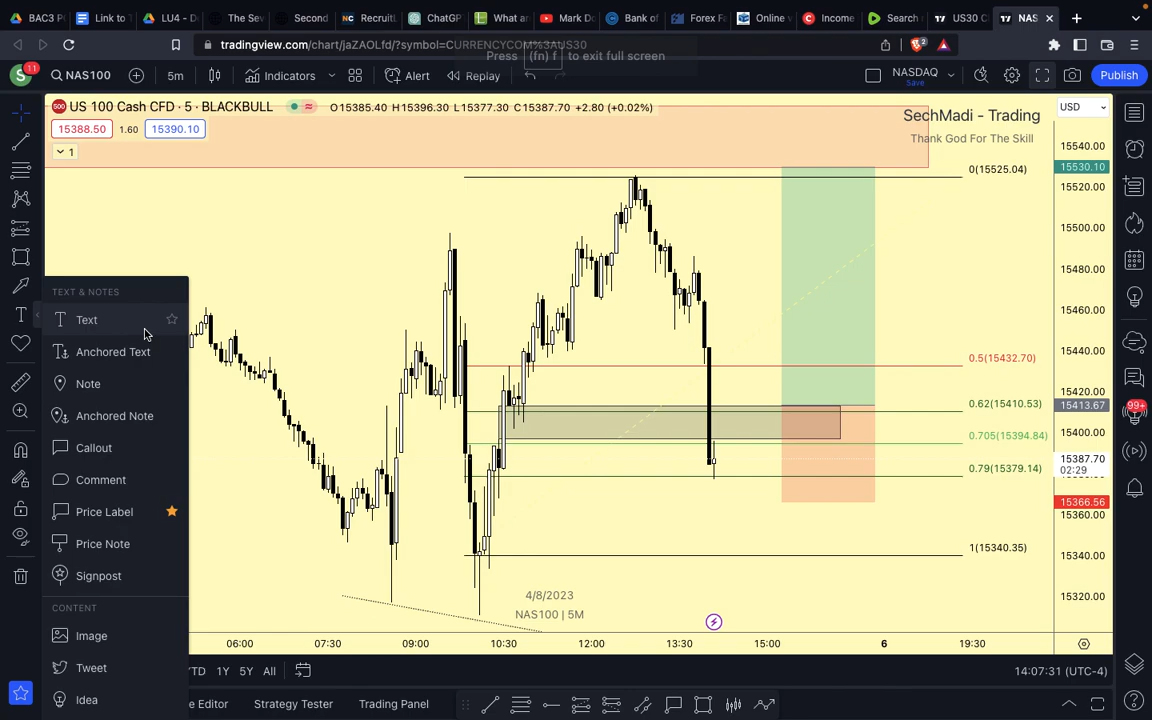 BAC3 P
Link to T
LU4 - D
The Sev
Second
Recruitl
ChatGP
What ar
Mark Do
Bank of
Forex Fa
Online v
Income
Search r
US30 C
NAS
tradingview.com/chart/jaZAOLfd/?symbol=CURRENCYCOM%3AUS30
Press (fn) f to exit full screen
2
S
11
NAS100
5m
Indicators
Alert
Replay
NASDAQ
Save
Publish
500
US 100 Cash CFD · 5 · BLACKBULL
O15385.40 H15396.30 L15377.30 C15387.70 +2.80 (+0.02%)
15388.50
1.60
15390.10
1
SechMadi - Trading
Thank God For The Skill
USD
15540.00
15530.10
15520.00
15500.00
15480.00
15460.00
15440.00
15420.00
15413.67
15400.00
15387.70
02:29
15366.56
15360.00
15340.00
15320.00
0(15525.04)
0.5(15432.70)
0.62(15410.53)
0.705(15394.84)
0.79(15379.14)
1(15340.35)
99+
TEXT & NOTES
Text
Anchored Text
Note
Anchored Note
Callout
Comment
Price Label
Price Note
Signpost
CONTENT
Image
Tweet
Idea
4/8/2023
NAS100 | 5M
06:00
07:30
09:00
10:30
12:00
13:30
15:00
6
19:30
YTD
1Y
5Y
All
14:07:31 (UTC-4)
e Editor
Strategy Tester
Trading Panel